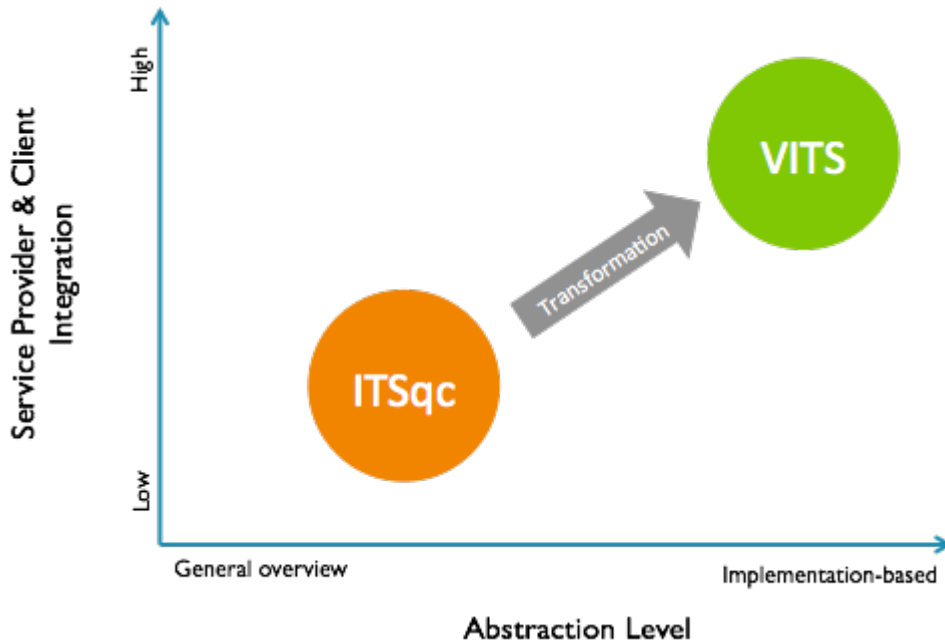 Service Provider & Client
Integration
High
Low
VITS
Transformation
ITSqc
General overview
Implementation-based
Abstraction Level